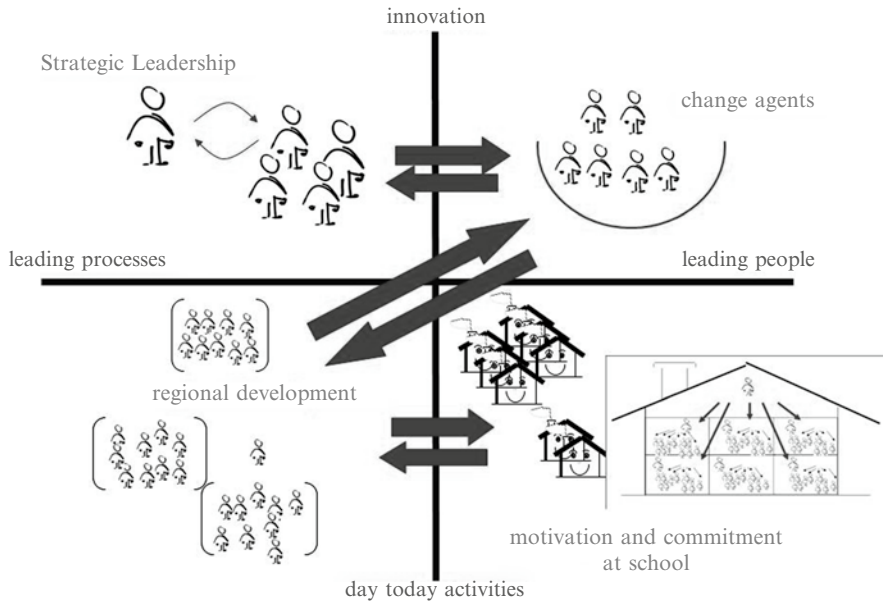 innovation
Strategic Leadership
change agents
leading processes
leading people
regional development
motivation and commitment
at school
day today activities